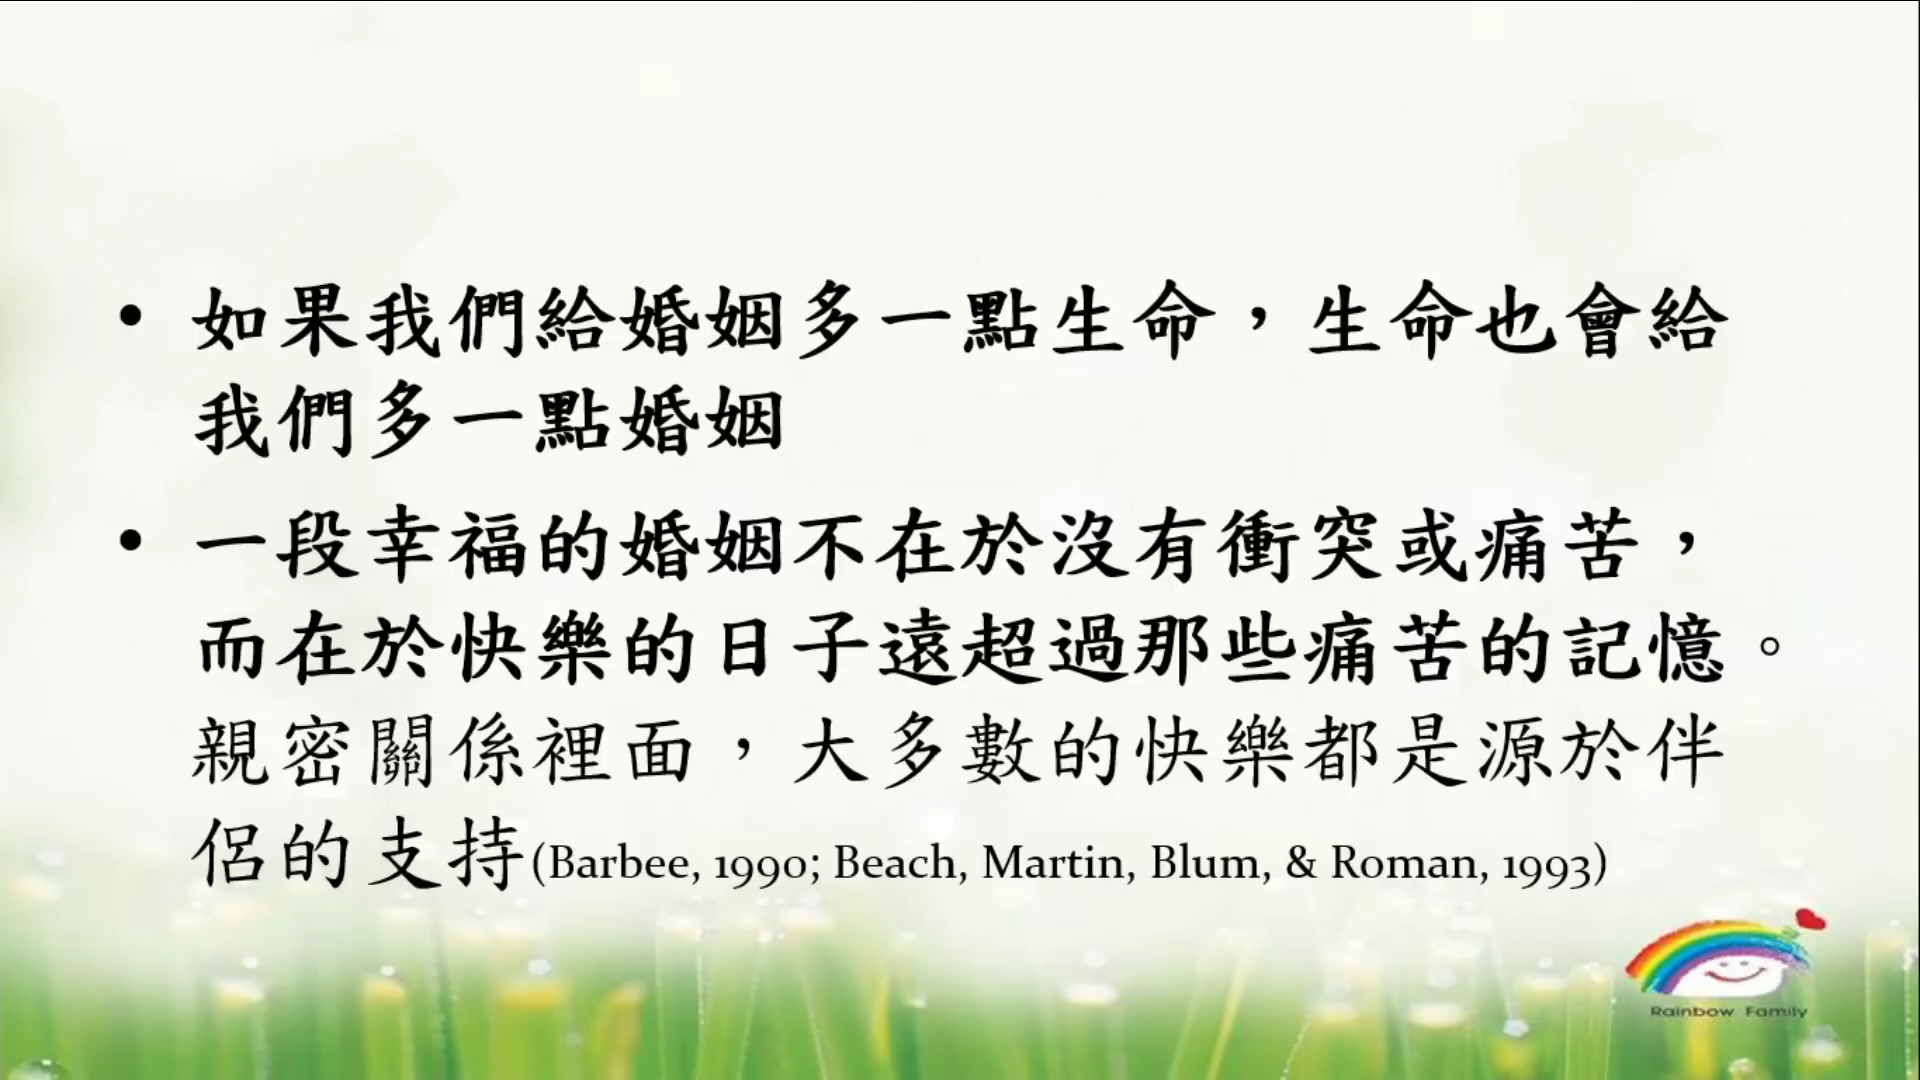 • 如果我們給婚姻多一點生命，生命也會給
我們多一點婚姻
• 一段幸福的婚姻不在於沒有衝突或痛苦，
而在於快樂的日子遠超過那些痛苦的記憶。
親密關係裡面，大多數的快樂都是源於伴
侶的支持(Barbee, 1990; Beach, Martin, Blum, & Roman, 1993)
Rainbow Family